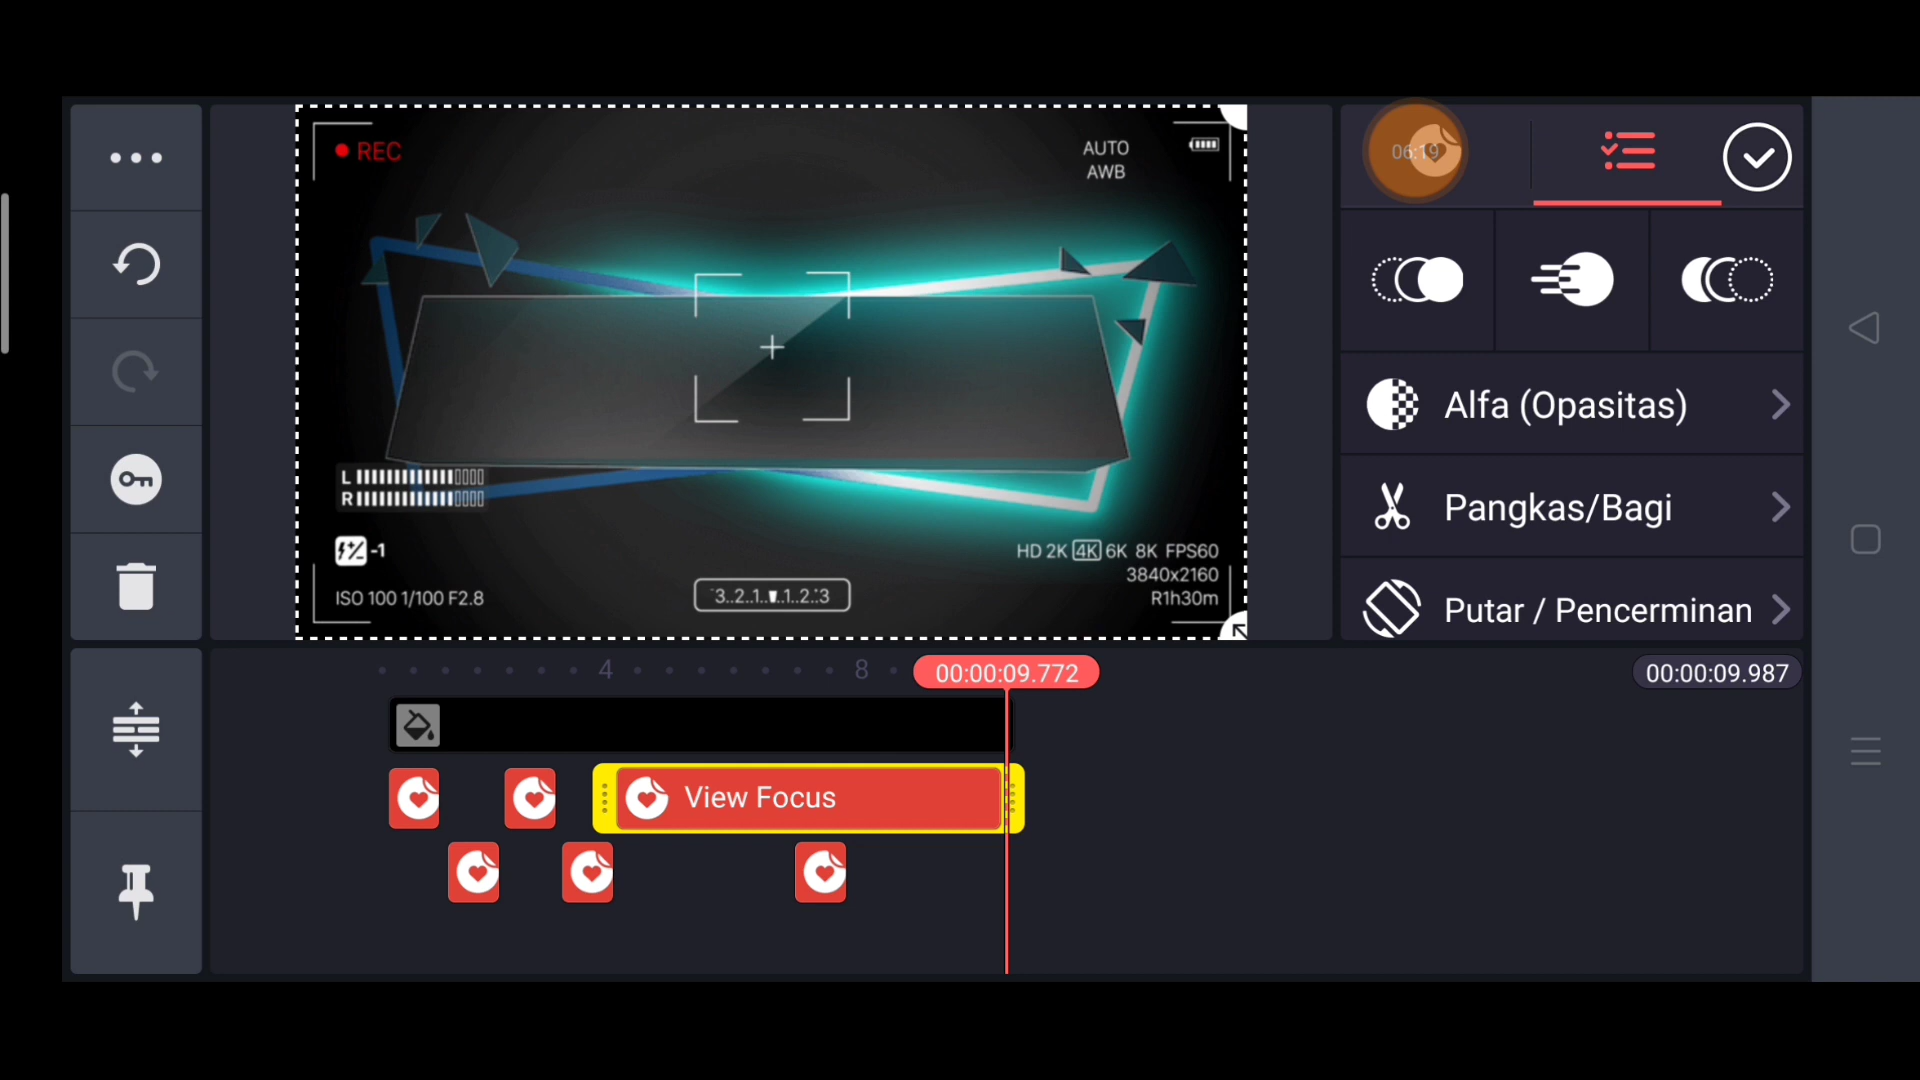 REC
AUTO
AWB
L
R
-1
ISO 100 1/100 F2.8
3..2..1..▼..1..2..3
HD 2K 4K 6K 8K FPS60
3840x2160
R1h30m
06:19
Alfa (Opasitas)
Pangkas/Bagi
Putar / Pencerminan
4
8
00:00:09.772
00:00:09.987
View Focus